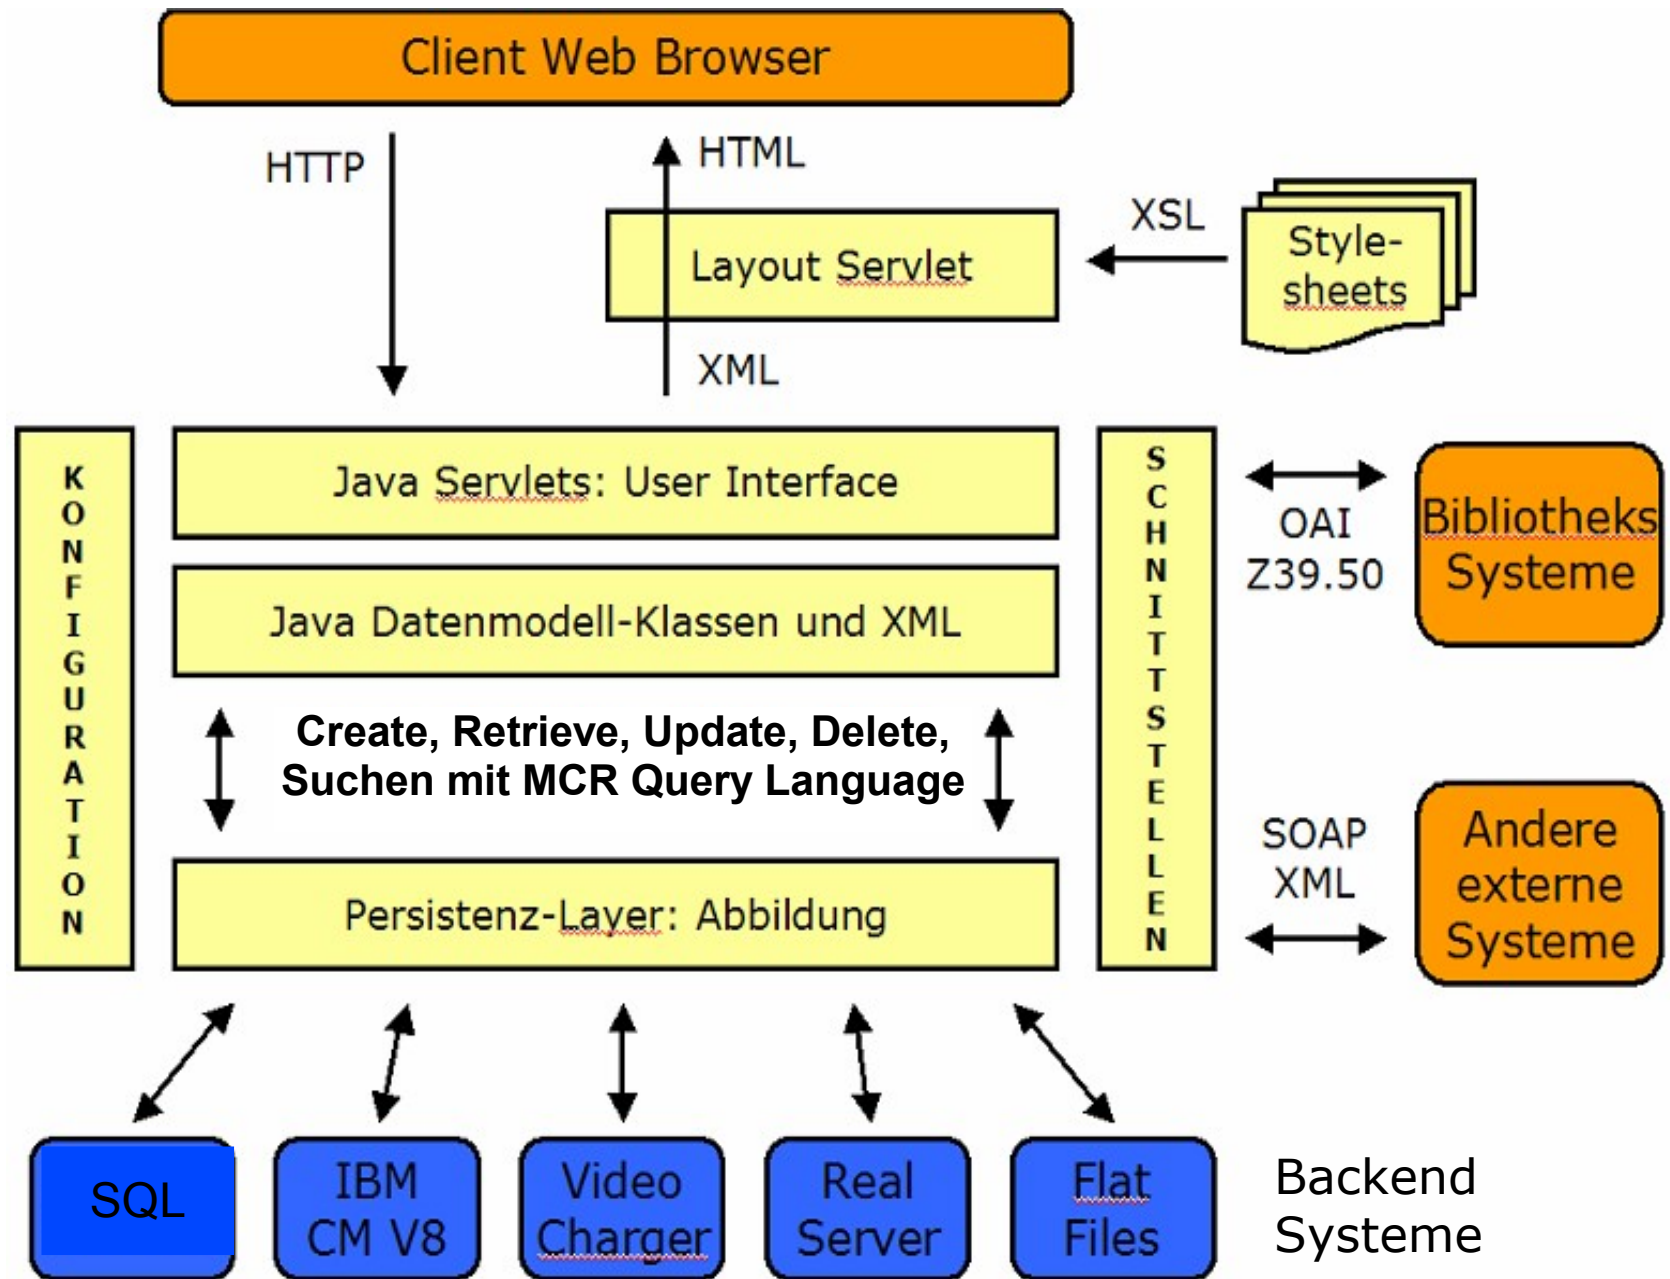 Client Web Browser
HTTP
HTML
Layout Servlet
XSL
Style-
sheets
XML
KONFIGURATION
Java Servlets: User Interface
Java Datenmodell-Klassen und XML
Create, Retrieve, Update, Delete,
Suchen mit MCR Query Language
Persistenz-Layer: Abbildung
SCHNITTSTELLEN
OAI
Z39.50
Bibliotheks
Systeme
SOAP
XML
Andere
externe
Systeme
SQL
IBM
CM V8
Video
Charger
Real
Server
Flat
Files
Backend
Systeme